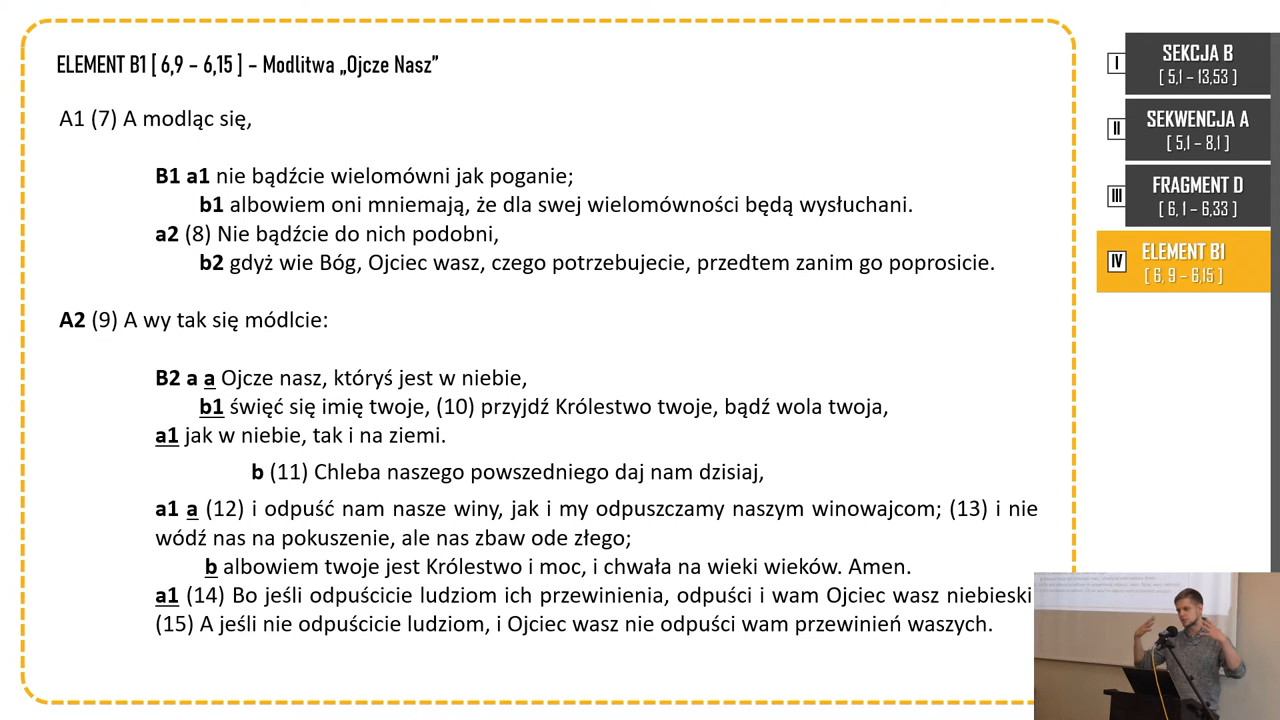 ELEMENT B1 [ 6,9 – 6,15 ] – Modlitwa „Ojcze Nasz”
A1 (7) A modląc się,
B1 a1 nie bądźcie wielomówni jak poganie;
b1 albowiem oni mniemają, że dla swej wielomówności będą wysłuchani.
a2 (8) Nie bądźcie do nich podobni,
b2 gdyż wie Bóg, Ojciec wasz, czego potrzebujecie, przedtem zanim go poprosicie.
A2 (9) A wy tak się módlcie:
B2 a a Ojcze nasz, któryś jest w niebie,
b1 święć się imię twoje, (10) przyjdź Królestwo twoje, bądź wola twoja,
a1 jak w niebie, tak i na ziemi.
b (11) Chleba naszego powszedniego daj nam dzisiaj,
a1 a (12) i odpuść nam nasze winy, jak i my odpuszczamy naszym winowajcom; (13) i nie
wódź nas na pokuszenie, ale nas zbaw ode złego;
b albowiem twoje jest Królestwo i moc, i chwała na wieki wieków. Amen.
a1 (14) Bo jeśli odpuścicie ludziom ich przewinienia, odpuści i wam Ojciec wasz niebieski
(15) A jeśli nie odpuścicie ludziom, i Ojciec wasz nie odpuści wam przewinień waszych.
I SEKCJA B
[ 5,1 – 13,53 ]
II SEKWENCJA A
[ 5,1 – 8,1 ]
III FRAGMENT D
[ 6,1 – 6,33 ]
IV ELEMENT B1
[ 6, 9 – 6,15 ]